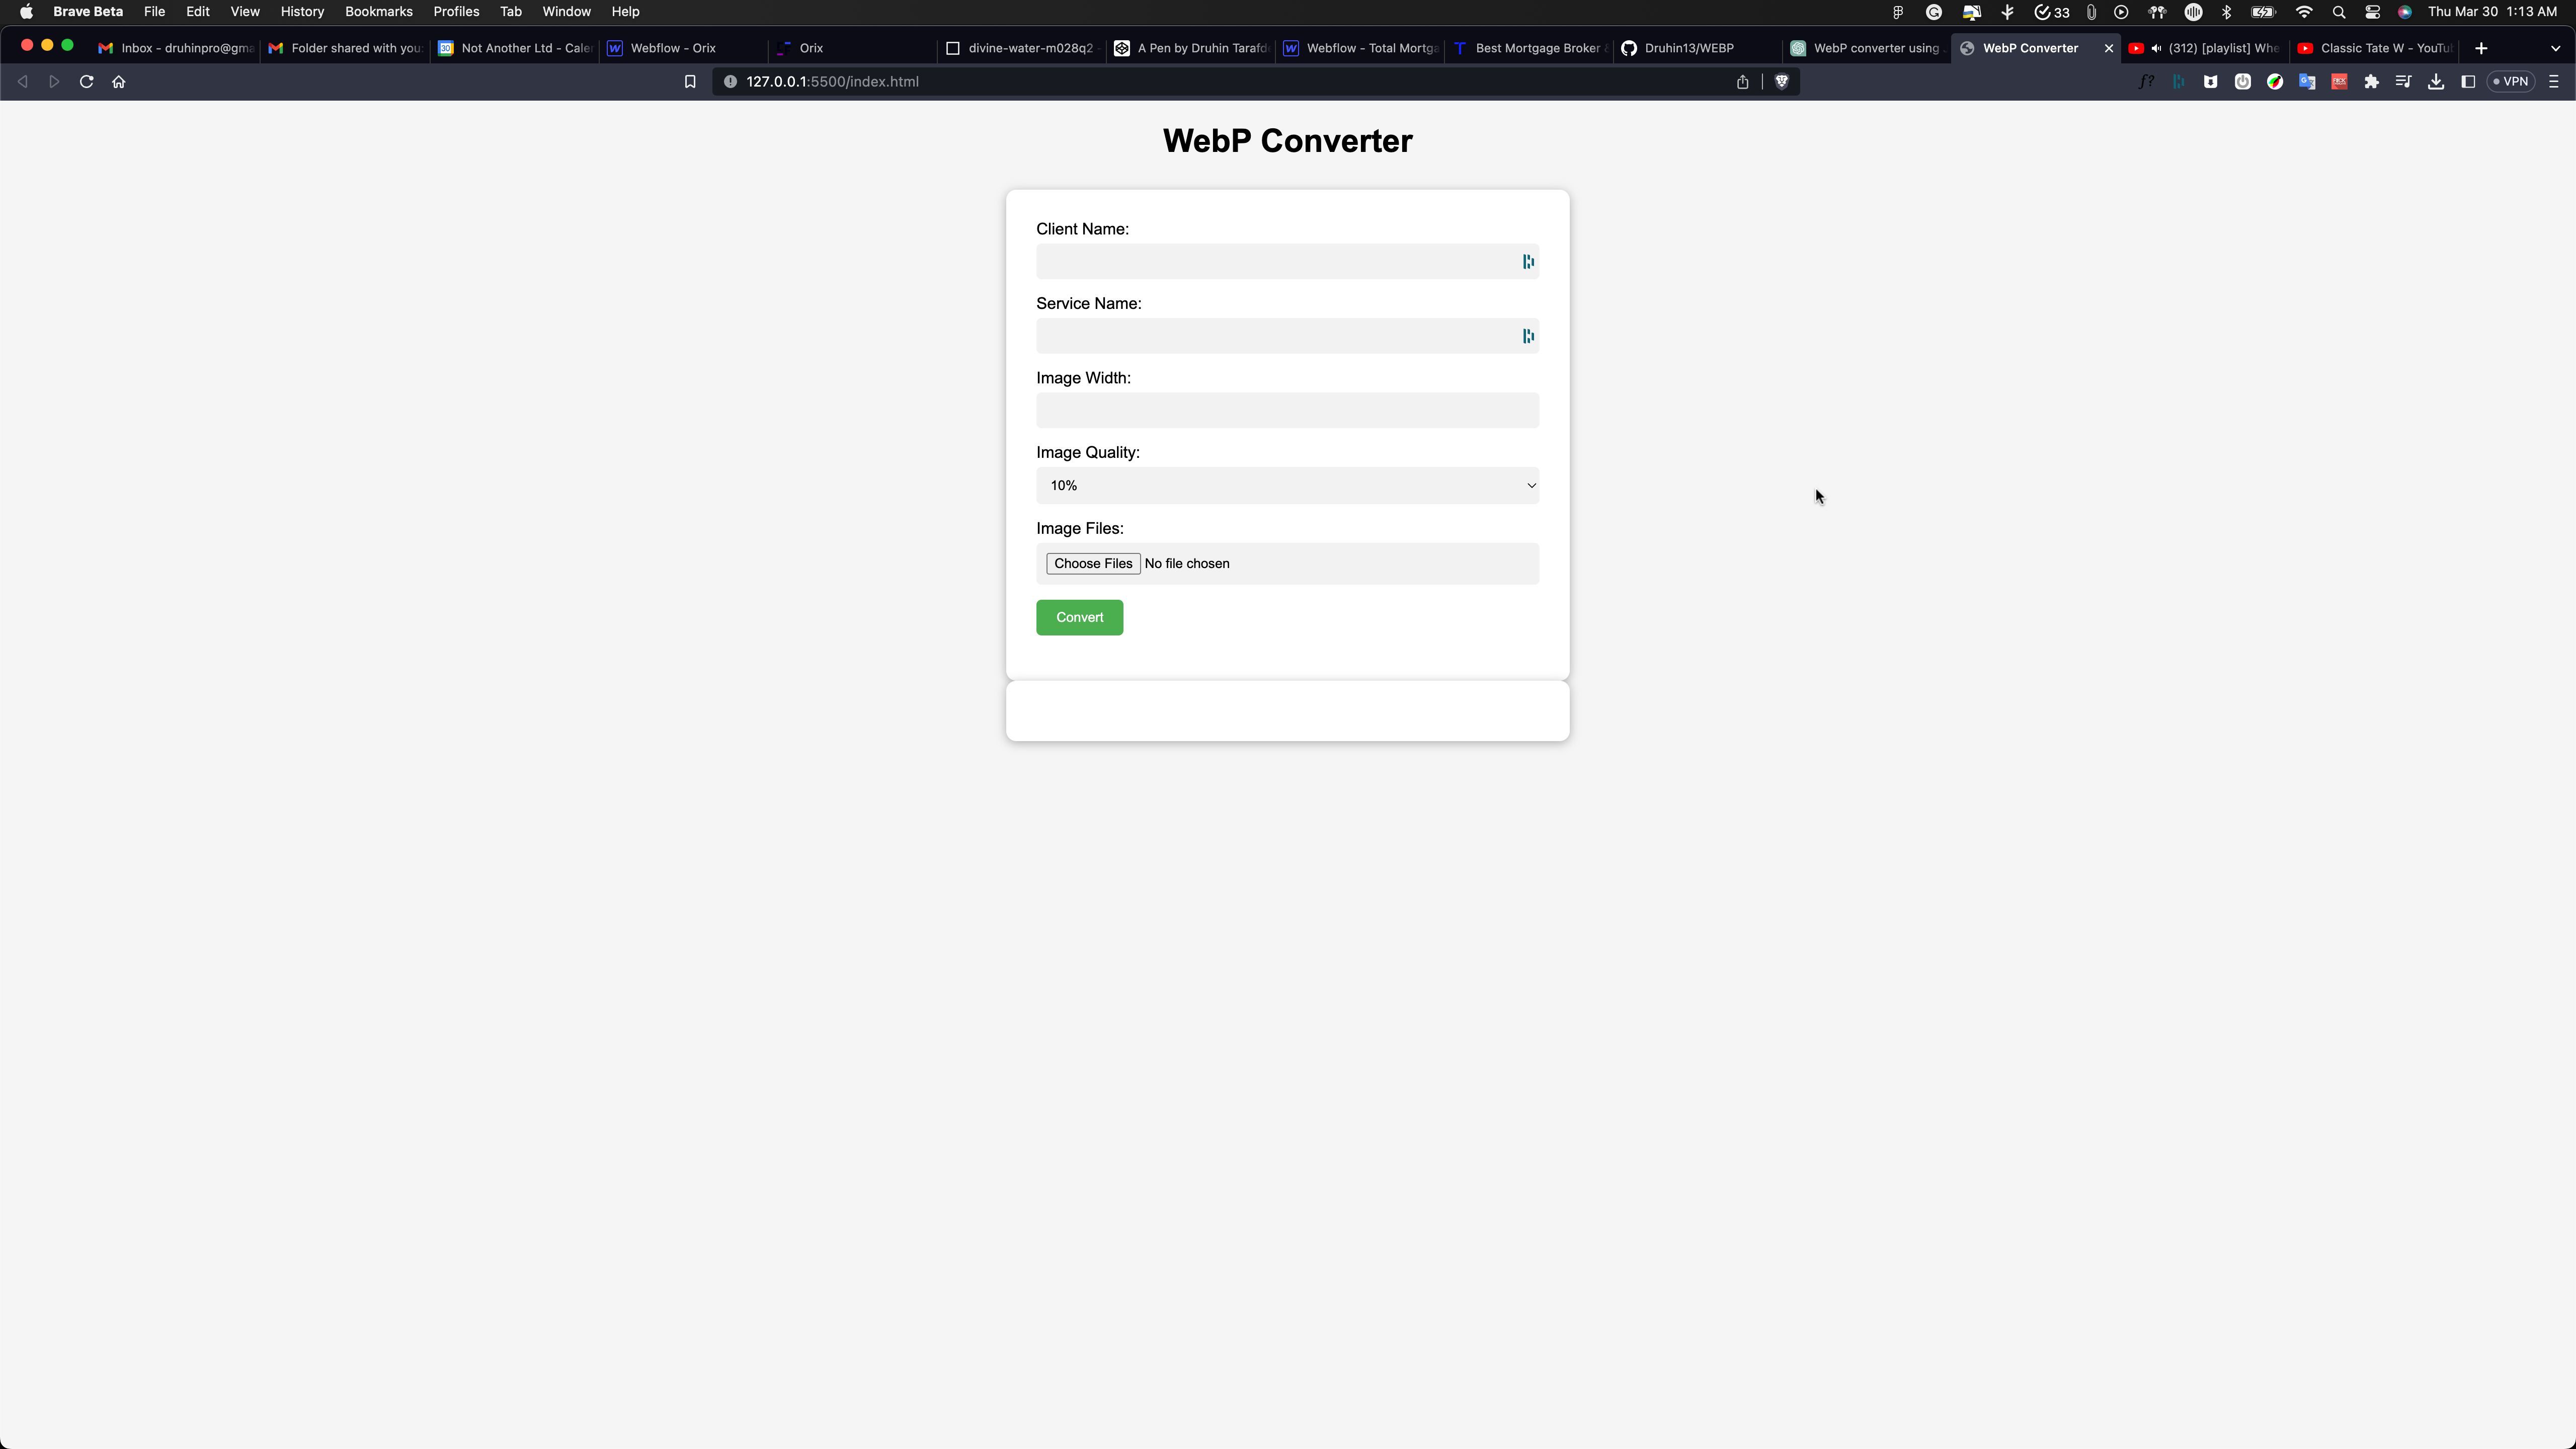 Brave Beta File Edit View History Bookmarks Profiles Tab Window Help 33 Thu Mar 30 1:13 AM
Inbox - druhinpro@gma Folder shared with you: 30 Not Another Ltd - Caler Webflow - Orix Orix divine-water-m028q2 - A Pen by Druhin Tarafd Webflow - Total Mortga Best Mortgage Broker & Druhin13/WEBP WebP converter using WebP Converter (312) [playlist] Whe Classic Tate W - YouTub
127.0.0.1:5500/index.html f? VPN
WebP Converter
Client Name:
Service Name:
Image Width:
Image Quality:
10%
Image Files:
Choose Files No file chosen
Convert